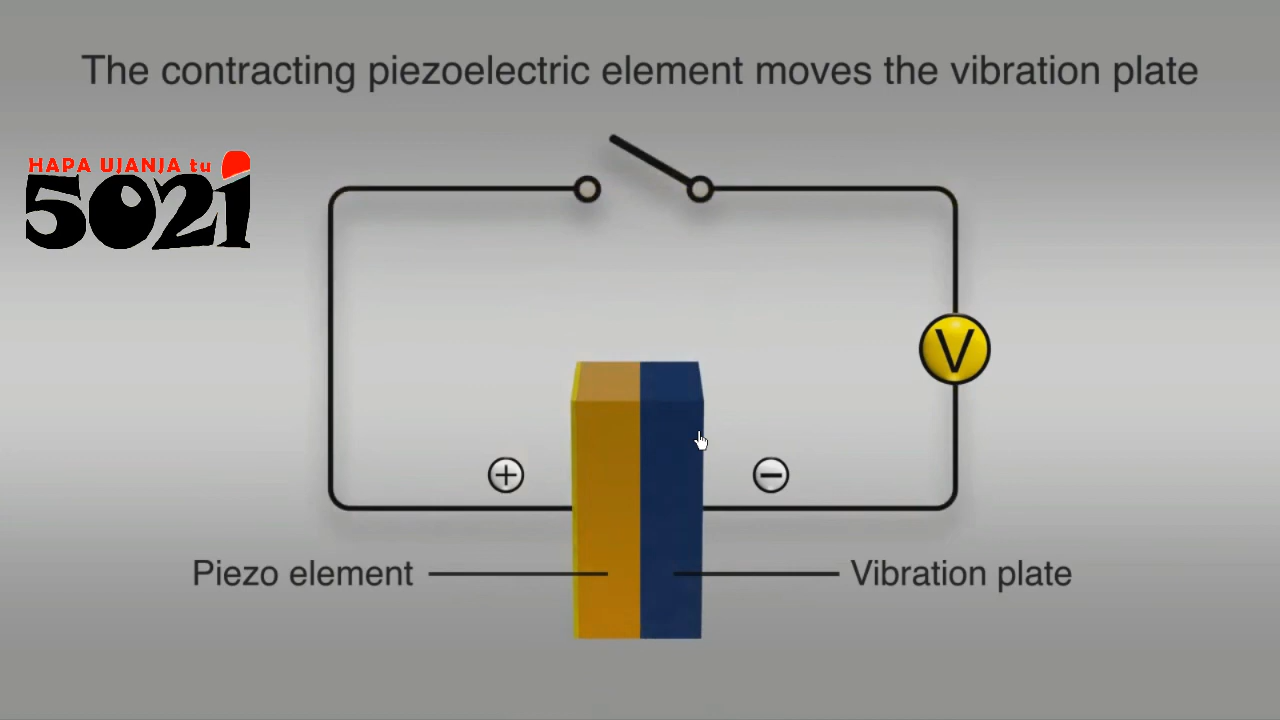 The contracting piezoelectric element moves the vibration plate
HAPA UJANJA tu
5021
V
+
−
Piezo element
Vibration plate